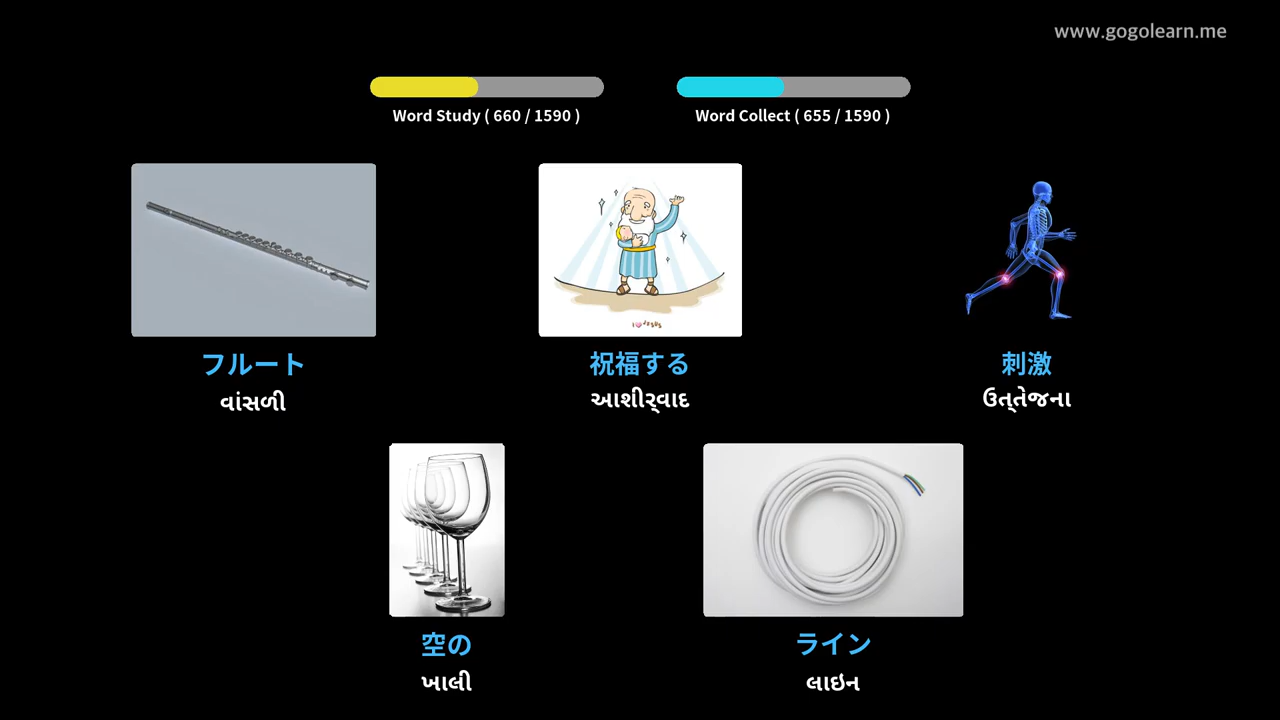 www.gogolearn.me
Word Study ( 660 / 1590 )
Word Collect ( 655 / 1590 )
I JESUS
フルート
વાંસળી
祝福する
આશીર્વાદ
刺激
ઉત્તેજના
空の
ખાલી
ライン
લાઇન